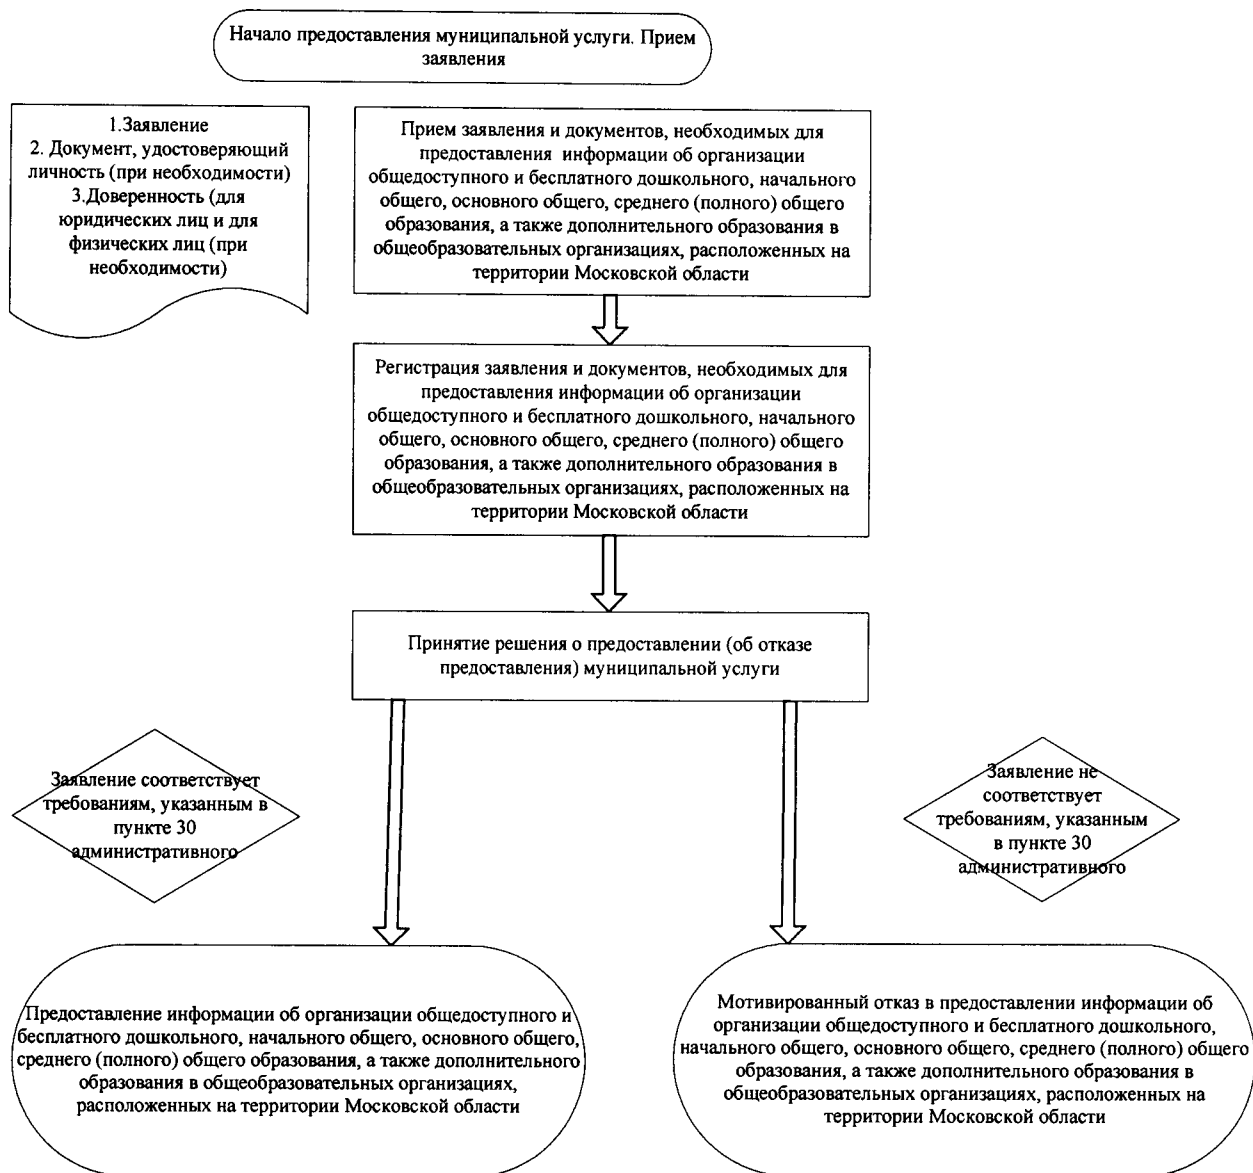 Начало предоставления муниципальной услуги. Прием
заявления
1.Заявление
2. Документ, удостоверяющий
личность (при необходимости)
3.Доверенность (для
юридических лиц и для
физических лиц (при
необходимости)
Прием заявления и документов, необходимых для
предоставления информации об организации
общедоступного и бесплатного дошкольного, начального
общего, основного общего, среднего (полного) общего
образования, а также дополнительного образования в
общеобразовательных организациях, расположенных на
территории Московской области
Регистрация заявления и документов, необходимых для
предоставления информации об организации
общедоступного и бесплатного дошкольного, начального
общего, основного общего, среднего (полного) общего
образования, а также дополнительного образования в
общеобразовательных организациях, расположенных на
территории Московской области
Принятие решения о предоставлении (об отказе
предоставления) муниципальной услуги
Заявление соответствует
требованиям, указанным в
пункте 30
административного
Заявление не
соответствует
требованиям, указанным
в пункте 30
административного
Предоставление информации об организации общедоступного и
бесплатного дошкольного, начального общего, основного общего,
среднего (полного) общего образования, а также дополнительного
образования в общеобразовательных организациях,
расположенных на территории Московской области
Мотивированный отказ в предоставлении информации об
организации общедоступного и бесплатного дошкольного,
начального общего, основного общего, среднего (полного) общего
образования, а также дополнительного образования в
общеобразовательных организациях, расположенных на
территории Московской области